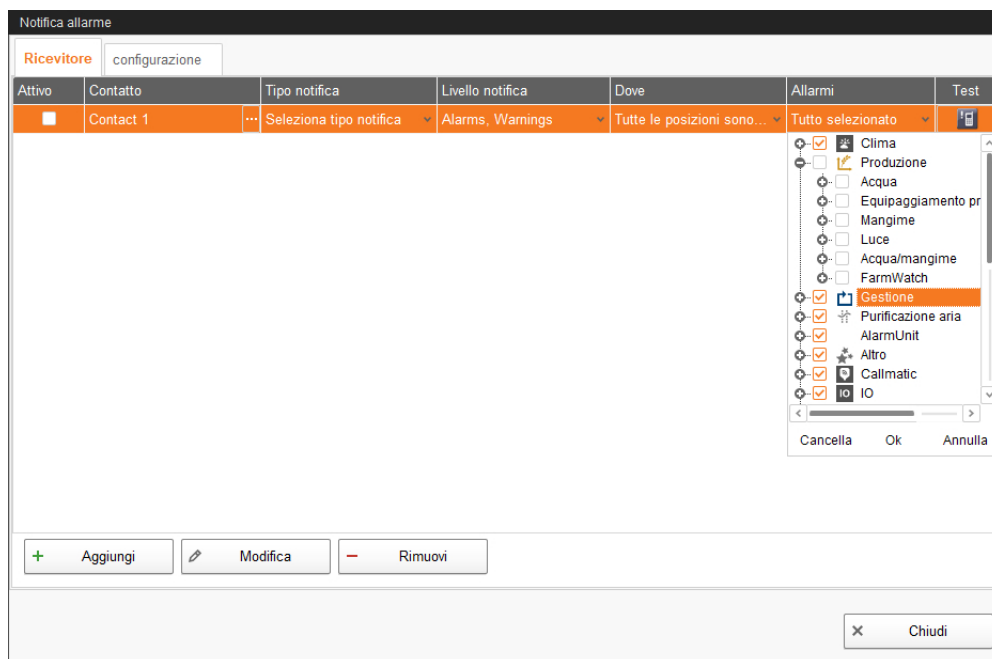 Notifica allarme
Ricevitore configurazione
Attivo Contatto Tipo notifica Livello notifica Dove Allarmi Test
Contact 1 ... Seleziona tipo notifica Alarms, Warnings Tutte le posizioni sono... Tutto selezionato
Clima
Produzione
Acqua
Equipaggiamento pr
Mangime
Luce
Acqua/mangime
FarmWatch
Gestione
Purificazione aria
AlarmUnit
Altro
Callmatic
IO IO
Cancella Ok Annulla
Aggiungi Modifica Rimuovi
Chiudi